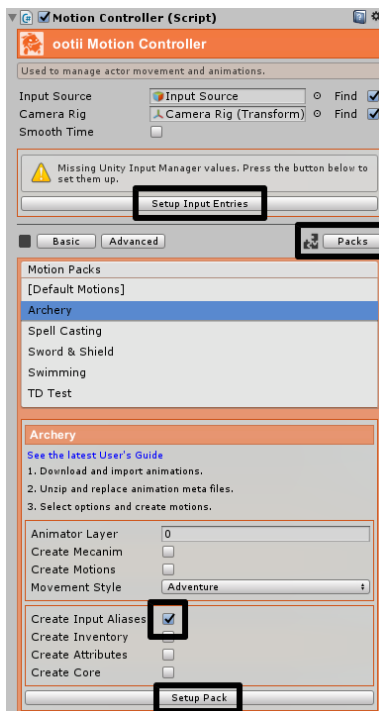 Motion Controller (Script)
ootii Motion Controller
Used to manage actor movement and animations.
Input Source Input Source Find
Camera Rig Camera Rig (Transform) Find
Smooth Time
Missing Unity Input Manager values. Press the button below to
set them up.
Setup Input Entries
Basic Advanced Packs
Motion Packs
[Default Motions]
Archery
Spell Casting
Sword & Shield
Swimming
TD Test
Archery
See the latest User's Guide
1. Download and import animations.
2. Unzip and replace animation meta files.
3. Select options and create motions.
Animator Layer 0
Create Mecanim
Create Motions
Movement Style Adventure
Create Input Aliases
Create Inventory
Create Attributes
Create Core
Setup Pack